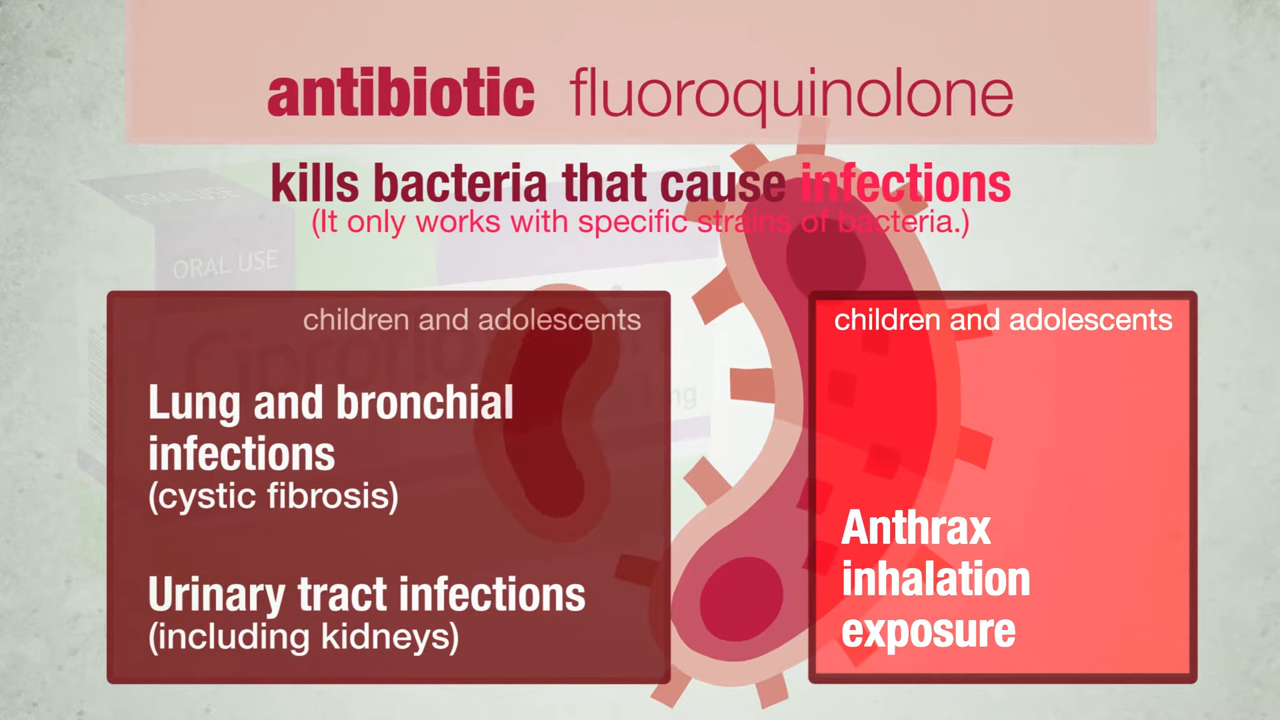 antibiotic fluoroquinolone
kills bacteria that cause infections
(It only works with specific strains of bacteria.)
ORAL USE
ORAL USE
children and adolescents
Lung and bronchial
infections
(cystic fibrosis)
Urinary tract infections
(including kidneys)
children and adolescents
Anthrax
inhalation
exposure